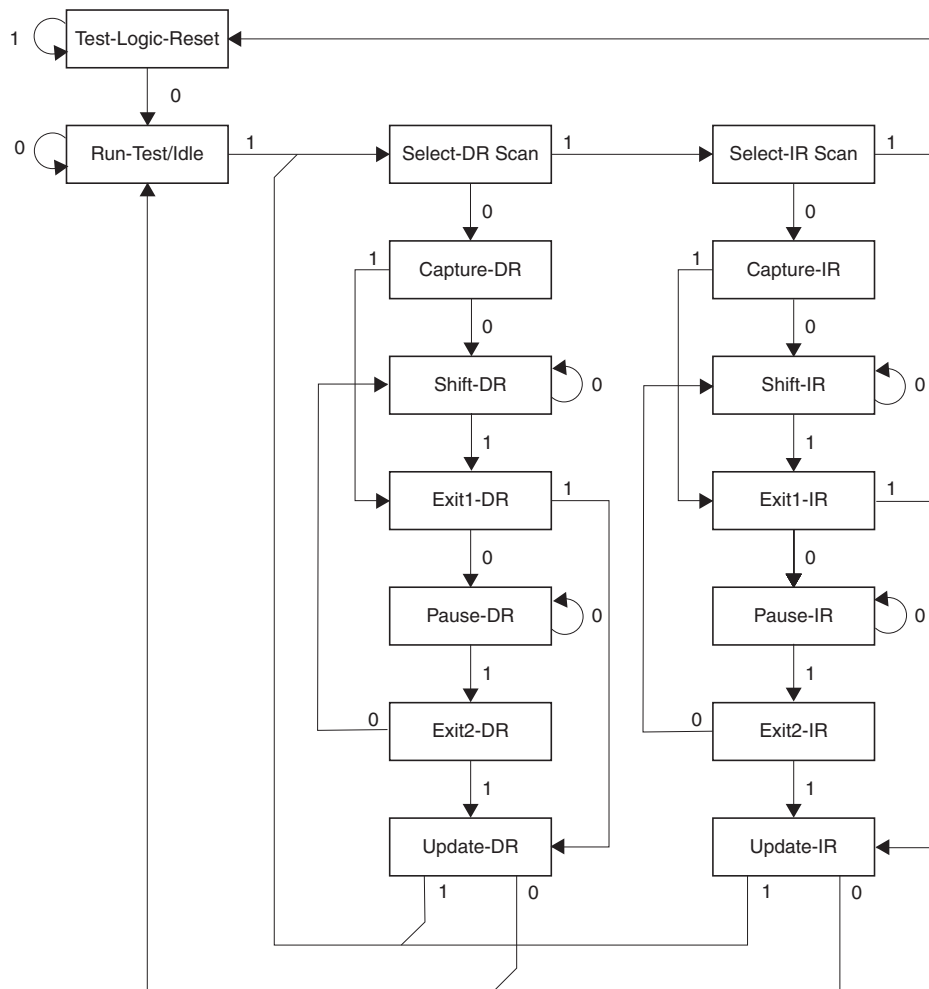 1
Test-Logic-Reset
0
0
Run-Test/Idle
1
Select-DR Scan
1
Select-IR Scan
1
0
0
1
Capture-DR
1
Capture-IR
0
0
Shift-DR
0
Shift-IR
0
1
1
Exit1-DR
1
Exit1-IR
1
0
0
Pause-DR
0
Pause-IR
0
1
1
0
Exit2-DR
0
Exit2-IR
1
1
Update-DR
Update-IR
1
0
1
0